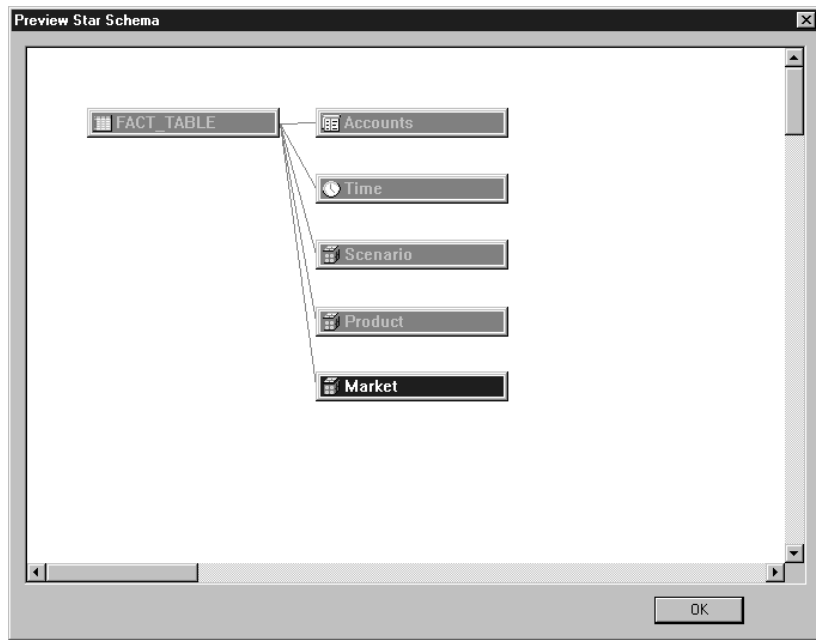 Preview Star Schema
FACT_TABLE
Accounts
Time
Scenario
Product
Market
OK